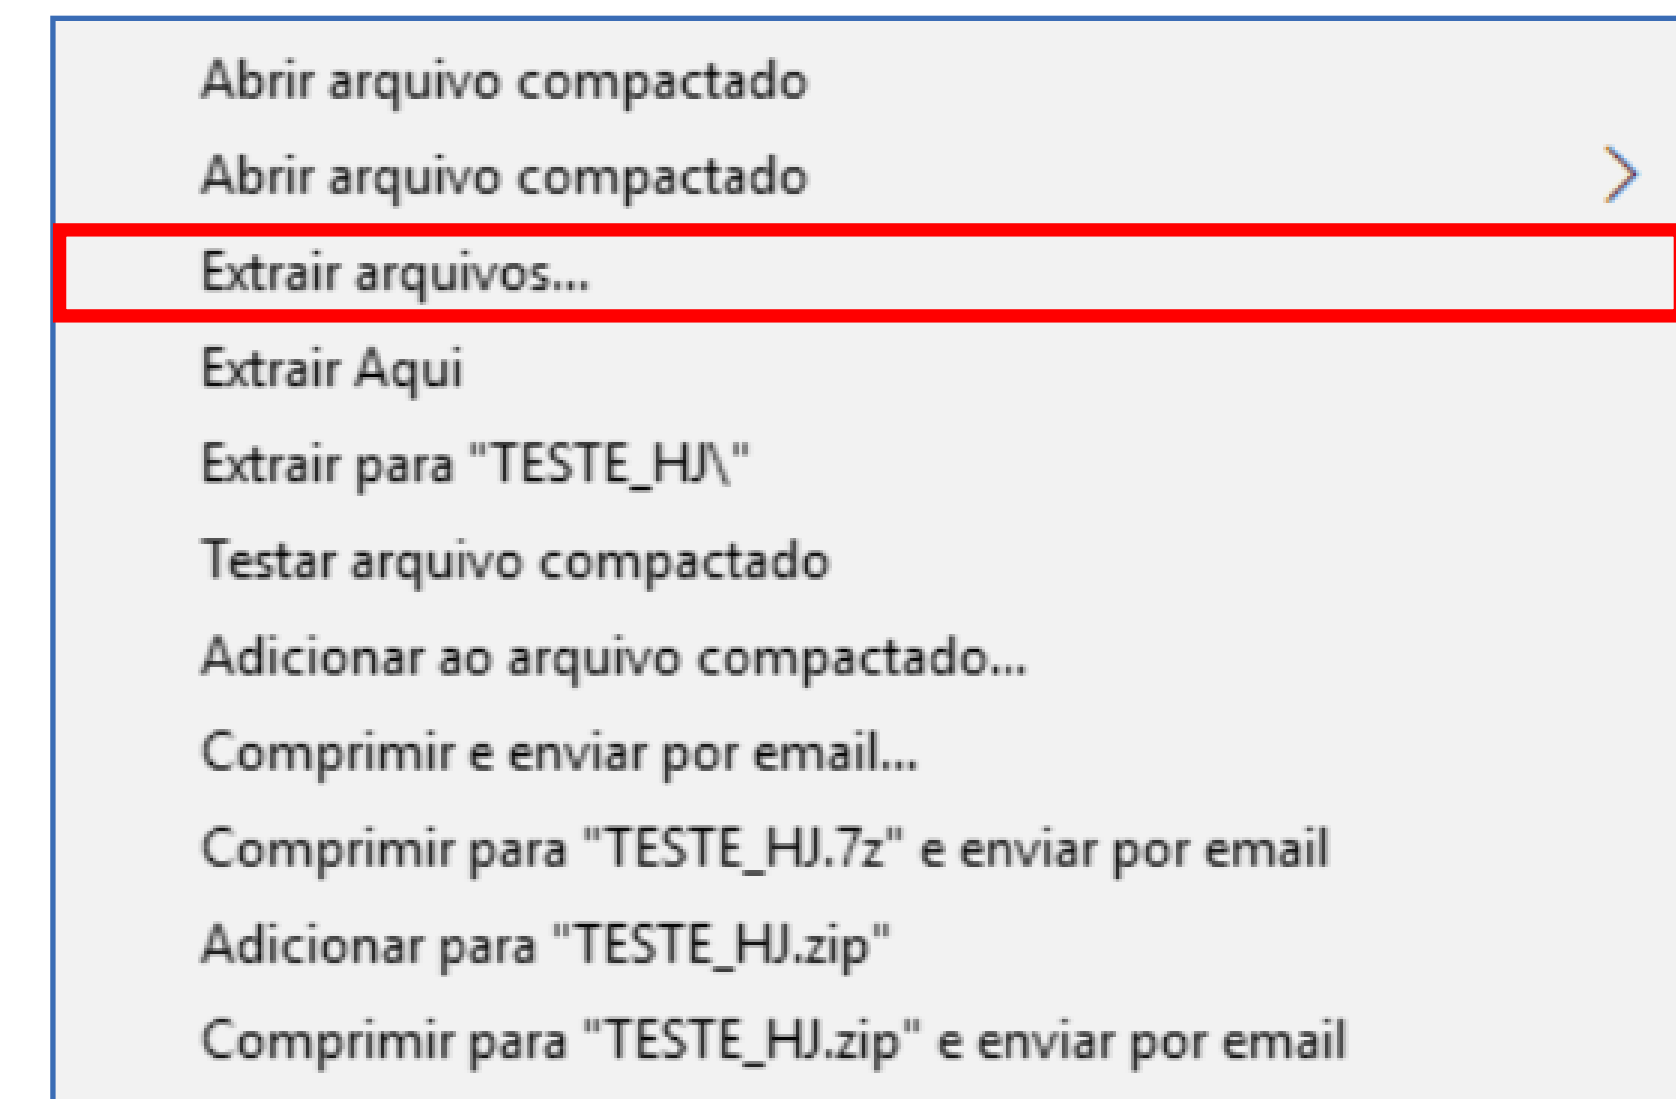 Abrir arquivo compactado
Abrir arquivo compactado
Extrair arquivos...
Extrair Aqui
Extrair para "TESTE_HJ\"
Testar arquivo compactado
Adicionar ao arquivo compactado...
Comprimir e enviar por email...
Comprimir para "TESTE_HJ.7z" e enviar por email
Adicionar para "TESTE_HJ.zip"
Comprimir para "TESTE_HJ.zip" e enviar por email